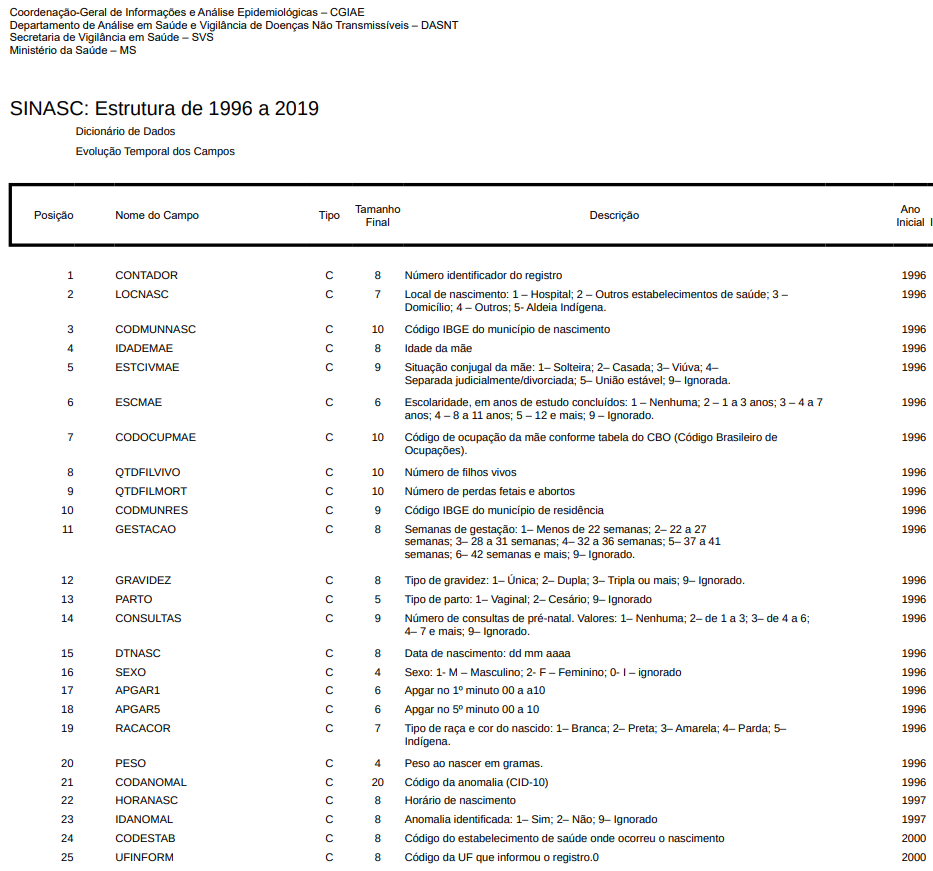 Coordenação-Geral de Informações e Análise Epidemiológicas – CGIAE
Departamento de Análise em Saúde e Vigilância de Doenças Não Transmissíveis – DASNT
Secretaria de Vigilância em Saúde – SVS
Ministério da Saúde – MS
SINASC: Estrutura de 1996 a 2019
Dicionário de Dados
Evolução Temporal dos Campos
Posição Nome do Campo Tipo Tamanho Final Descrição Ano Inicial I
1 CONTADOR C 8 Número identificador do registro 1996
2 LOCNASC C 7 Local de nascimento: 1 – Hospital; 2 – Outros estabelecimentos de saúde; 3 – 1996
Domicílio; 4 – Outros; 5- Aldeia Indígena.
3 CODMUNNASC C 10 Código IBGE do município de nascimento 1996
4 IDADEMAE C 8 Idade da mãe 1996
5 ESTCIVMAE C 9 Situação conjugal da mãe: 1– Solteira; 2– Casada; 3– Viúva; 4– 1996
Separada judicialmente/divorciada; 5– União estável; 9– Ignorada.
6 ESCMAE C 6 Escolaridade, em anos de estudo concluídos: 1 – Nenhuma; 2 – 1 a 3 anos; 3 – 4 a 7 1996
anos; 4 – 8 a 11 anos; 5 – 12 e mais; 9 – Ignorado.
7 CODOCUPMAE C 10 Código de ocupação da mãe conforme tabela do CBO (Código Brasileiro de 1996
Ocupações).
8 QTDFILVIVO C 10 Número de filhos vivos 1996
9 QTDFILMORT C 10 Número de perdas fetais e abortos 1996
10 CODMUNRES C 9 Código IBGE do município de residência 1996
11 GESTACAO C 8 Semanas de gestação: 1– Menos de 22 semanas; 2– 22 a 27 1996
semanas; 3– 28 a 31 semanas; 4– 32 a 36 semanas; 5– 37 a 41
semanas; 6– 42 semanas e mais; 9– Ignorado.
12 GRAVIDEZ C 8 Tipo de gravidez: 1– Única; 2– Dupla; 3– Tripla ou mais; 9– Ignorado. 1996
13 PARTO C 5 Tipo de parto: 1– Vaginal; 2– Cesário; 9– Ignorado 1996
14 CONSULTAS C 9 Número de consultas de pré-natal. Valores: 1– Nenhuma; 2– de 1 a 3; 3– de 4 a 6; 1996
4– 7 e mais; 9– Ignorado.
15 DTNASC C 8 Data de nascimento: dd mm aaaa 1996
16 SEXO C 4 Sexo: 1- M – Masculino; 2- F – Feminino; 0- I – ignorado 1996
17 APGAR1 C 6 Apgar no 1º minuto 00 a a10 1996
18 APGAR5 C 6 Apgar no 5º minuto 00 a 10 1996
19 RACACOR C 7 Tipo de raça e cor do nascido: 1– Branca; 2– Preta; 3– Amarela; 4– Parda; 5– 1996
Indígena.
20 PESO C 4 Peso ao nascer em gramas. 1996
21 CODANOMAL C 20 Código da anomalia (CID-10) 1996
22 HORANASC C 8 Horário de nascimento 1997
23 IDANOMAL C 8 Anomalia identificada: 1– Sim; 2– Não; 9– Ignorado 1997
24 CODESTAB C 8 Código do estabelecimento de saúde onde ocorreu o nascimento 2000
25 UFINFORM C 8 Código da UF que informou o registro.0 2000